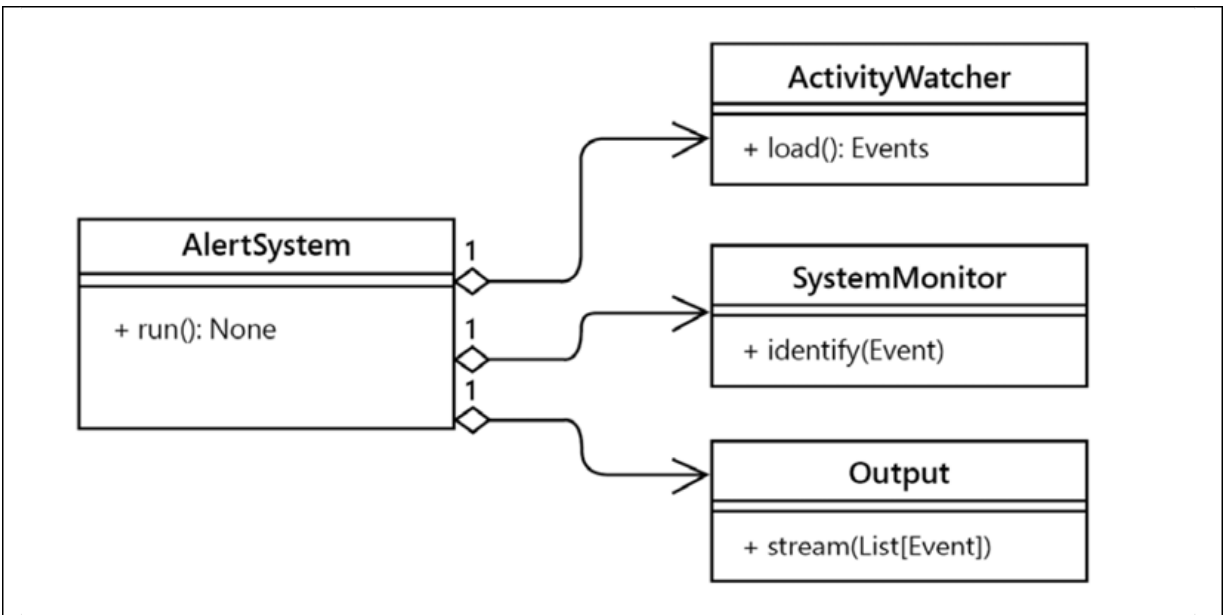 AlertSystem
+ run(): None
1
1
1
ActivityWatcher
+ load(): Events
SystemMonitor
+ identify(Event)
Output
+ stream(List[Event])